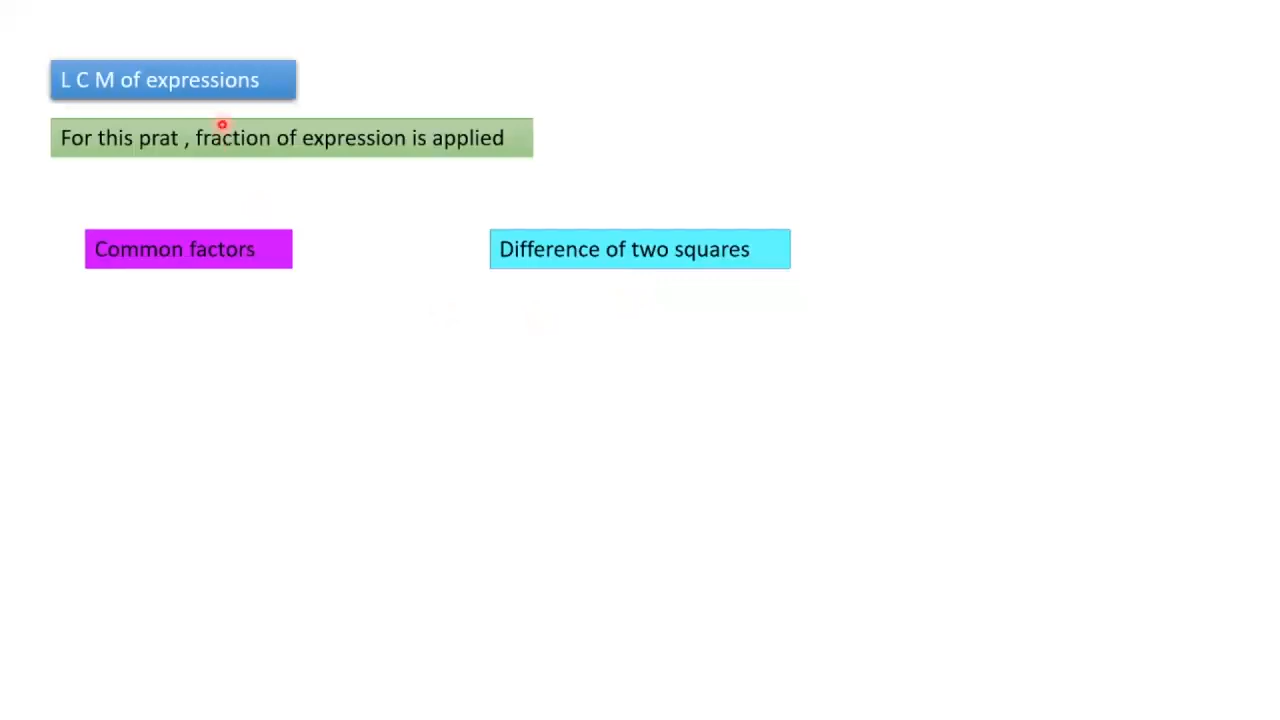 L C M of expressions
For this prat , fraction of expression is applied
Common factors
Difference of two squares